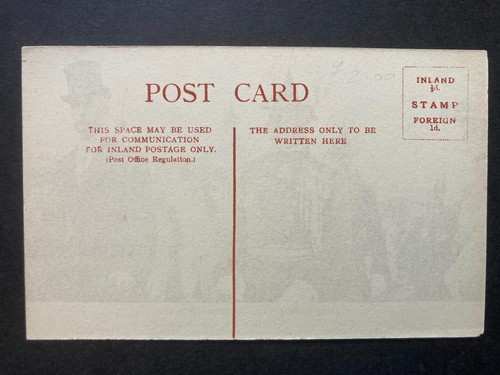 POST CARD
INLAND
½d.
STAMP
FOREIGN
1d.
THIS SPACE MAY BE USED
FOR COMMUNICATION
FOR INLAND POSTAGE ONLY.
(Post Office Regulation.)
THE ADDRESS ONLY TO BE
WRITTEN HERE